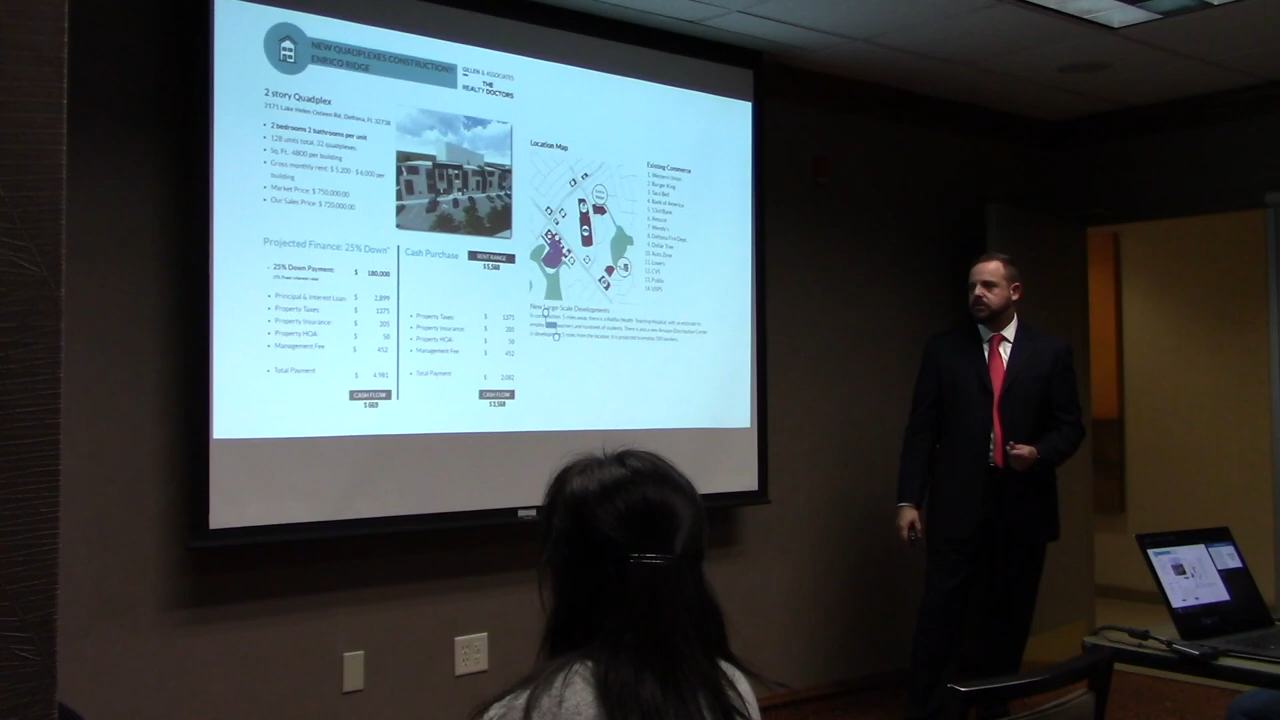 NEW QUADPLEXES CONSTRUCTION!!
ENRICO RIDGE
GILLEN & ASSOCIATES
THE
REALTY DOCTORS
2 story Quadplex
2171 Lake Helen Osteen Rd, Deltona, FL 32738
• 2 bedrooms 2 bathrooms per unit
• 128 units total, 32 quadplexes
• Sq. Ft. 4800 per building
• Gross monthly rent: $ 5,200 - $ 6,000 per
building
• Market Price: $ 750,000.00
• Our Sales Price: $ 720,000.00
Projected Finance: 25% Down*
25% Down Payment: $ 180,000
• Principal & Interest Loan $ 2,899
• Property Taxes: $ 1375
• Property Insurance: $ 205
• Property HOA: $ 50
• Management Fee $ 452
• Total Payment $ 4,981
CASH FLOW
$ 669
Cash Purchase
RENT RANGE
$ 5,568
• Property Taxes: $ 1375
• Property Insurance: $ 205
• Property HOA: $ 50
• Management Fee $ 452
• Total Payment $ 2,082
CASH FLOW
$ 3,568
Location Map
Existing Commerce
1. Western Union
2. Burger King
3. Taco Bell
4. Bank of America
5. 53rd Bank
6. Amoco
7. Wendy's
8. Deltona Fire Dept.
9. Dollar Tree
10. Auto Zone
11. Lowe's
12. CVS
13. Publix
14. USPS
New Large-Scale Developments